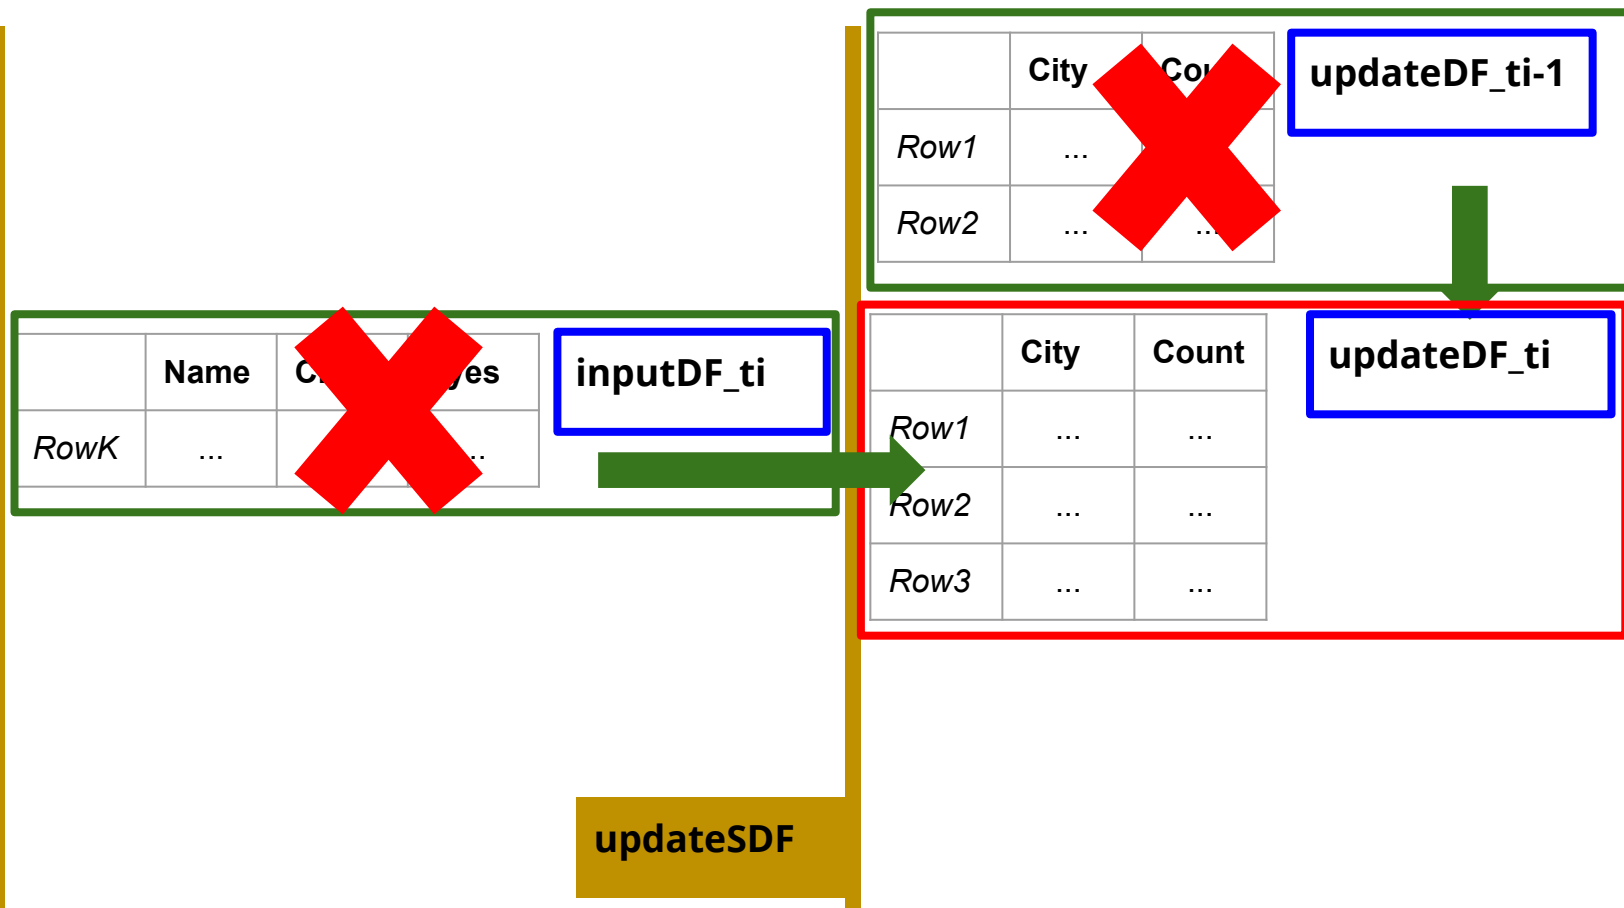 City updateDF_ti-1
Row1 ...
Row2 ... ...
City Count updateDF_ti
Name inputDF_ti
Row1 ... ...
RowK ... ...
Row2 ... ...
Row3 ... ...
updateSDF